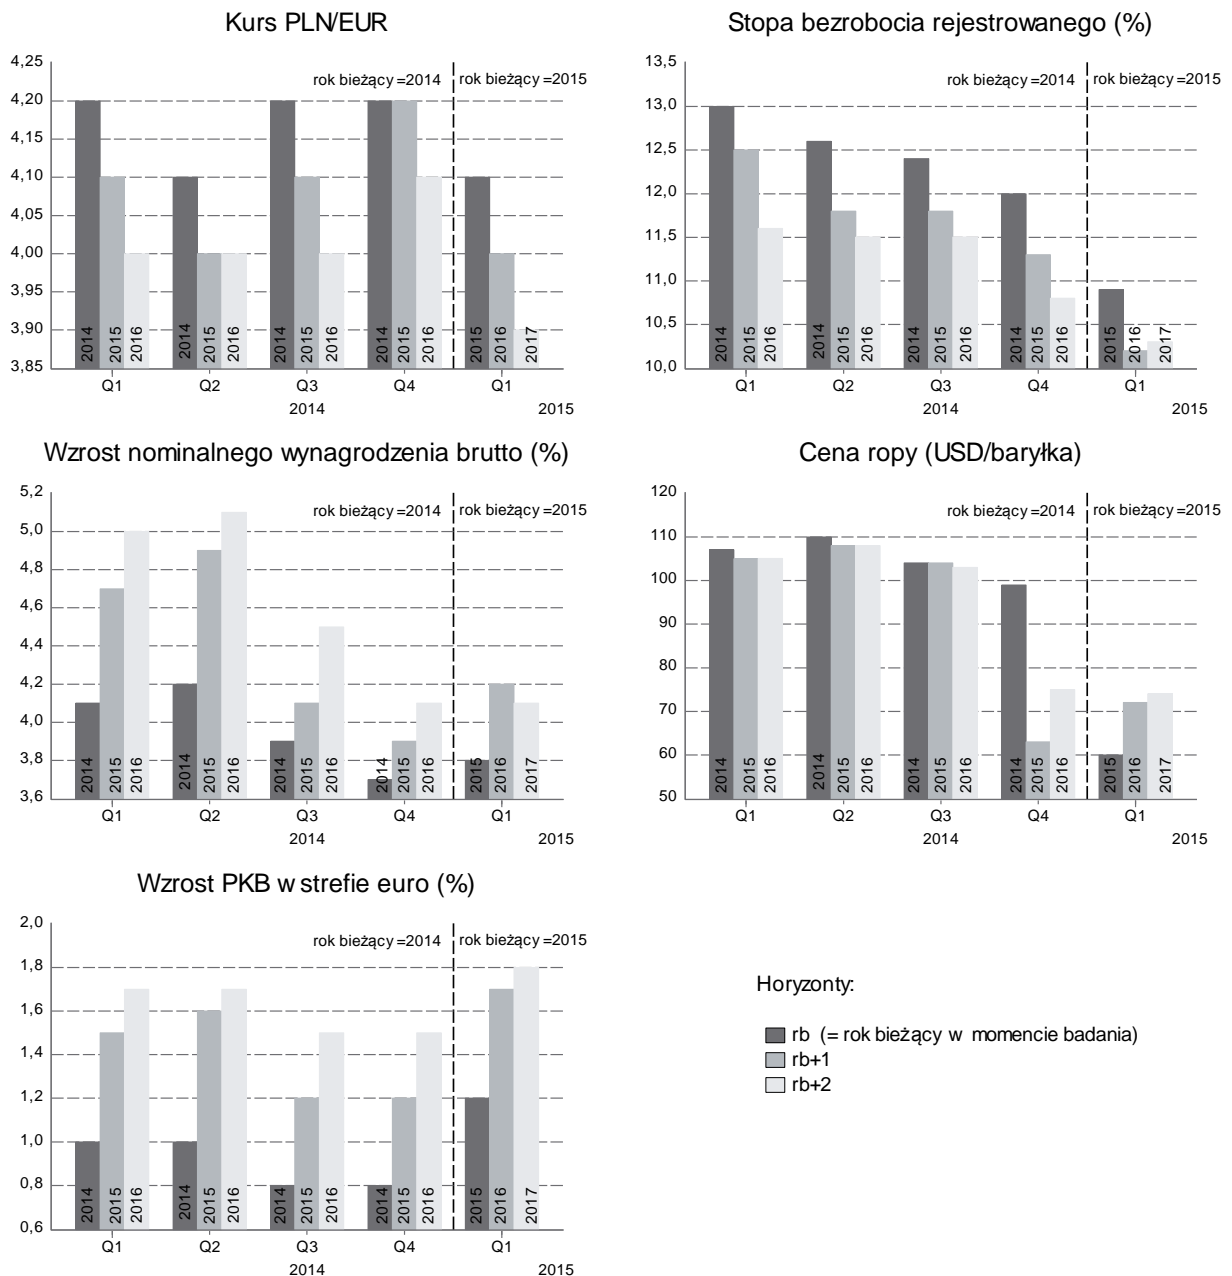 Kurs PLN/EUR
4,25
4,20
4,15
4,10
4,05
4,00
3,95
3,90
3,85
rok bieżący=2014
rok bieżący=2015
2014
2015
2016
2014
2015
2016
2014
2015
2016
2014
2015
2016
2015
2016
2017
Q1
Q2
Q3
Q4
Q1
2014
2015
Stopa bezrobocia rejestrowanego (%)
13,5
13,0
12,5
12,0
11,5
11,0
10,5
10,0
rok bieżący=2014
rok bieżący=2015
2014
2015
2016
2014
2015
2016
2014
2015
2016
2014
2015
2016
2015
2016
2017
Q1
Q2
Q3
Q4
Q1
2014
2015
Wzrost nominalnego wynagrodzenia brutto (%)
5,2
5,0
4,8
4,6
4,4
4,2
4,0
3,8
3,6
rok bieżący=2014
rok bieżący=2015
2014
2015
2016
2014
2015
2016
2014
2015
2016
2014
2015
2016
2015
2016
2017
Q1
Q2
Q3
Q4
Q1
2014
2015
Cena ropy (USD/baryłka)
120
110
100
90
80
70
60
50
rok bieżący=2014
rok bieżący=2015
2014
2015
2016
2014
2015
2016
2014
2015
2016
2014
2015
2016
2015
2016
2017
Q1
Q2
Q3
Q4
Q1
2014
2015
Wzrost PKB w strefie euro (%)
2,0
1,8
1,6
1,4
1,2
1,0
0,8
0,6
rok bieżący=2014
rok bieżący=2015
2014
2015
2016
2014
2015
2016
2014
2015
2016
2014
2015
2016
2015
2016
2017
Q1
Q2
Q3
Q4
Q1
2014
2015
Horyzonty:
rb (= rok bieżący w momencie badania)
rb+1
rb+2